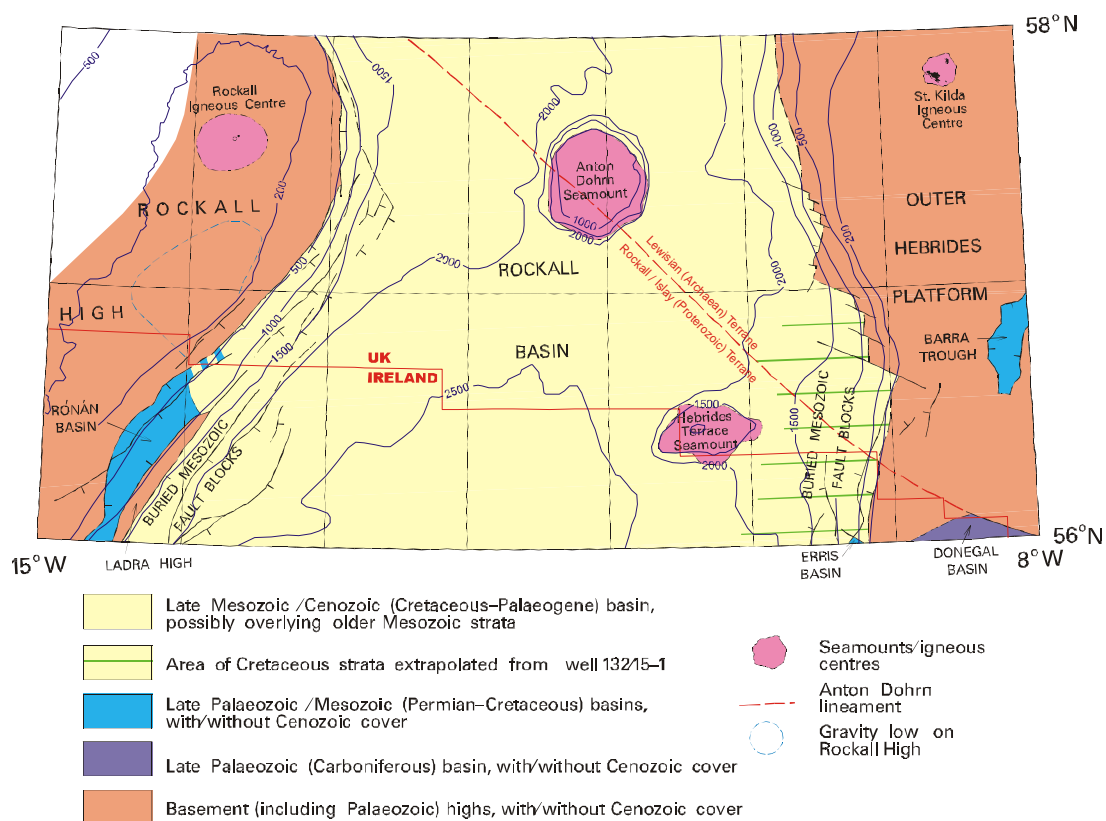 58°N
500
1500
Rockall
Igneous Centre
2000
1000
500
St. Kilda
Igneous
Centre
200
Anton
Dohrn
Seamount
1000
2000
ROCKALL
OUTER
HEBRIDES
PLATFORM
200
Lewisian (Archaean) Terrane
Rockall / Islay (Proterozoic) Terrane
2000
500
2000
ROCKALL
HIGH
1000
1500
BASIN
BARRA
TROUGH
UK
IRELAND
2500
RÓNÁN
BASIN
1500
Hebrides
Terrace
Seamount
2000
1500
BURIED MESOZOIC
FAULT BLOCKS
BURIED MESOZOIC
FAULT BLOCKS
15°W
LADRA HIGH
ERRIS
BASIN
DONEGAL
BASIN
56°N
8°W
Late Mesozoic/Cenozoic (Cretaceous–Palaeogene) basin,
possibly overlying older Mesozoic strata
Area of Cretaceous strata extrapolated from well 132/15–1
Late Palaeozoic/Mesozoic (Permian–Cretaceous) basins,
with/without Cenozoic cover
Late Palaeozoic (Carboniferous) basin, with/without Cenozoic cover
Basement (including Palaeozoic) highs, with/without Cenozoic cover
Seamounts/igneous
centres
Anton Dohrn
lineament
Gravity low on
Rockall High